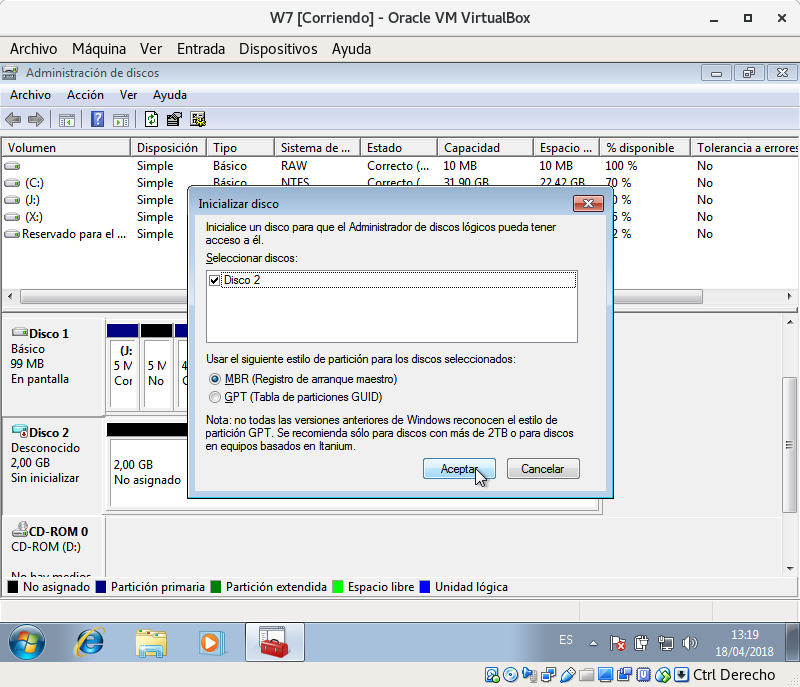 W7 [Corriendo] - Oracle VM VirtualBox
Archivo Máquina Ver Entrada Dispositivos Ayuda
Administración de discos
Archivo Acción Ver Ayuda
Volumen Disposición Tipo Sistema de ... Estado Capacidad Espacio ... % disponible Tolerancia a errores
Simple Básico RAW Correcto (... 10 MB 10 MB 100 % No
(C:) Simple Básico NTFS Correcto (... 31,90 GB 22,42 GB 70 % No
(J:) Simple No
(X:) Simple No
Reservado para el ... Simple No
Inicializar disco
Inicialice un disco para que el Administrador de discos lógicos pueda tener
acceso a él.
Seleccionar discos:
Disco 2
Usar el siguiente estilo de partición para los discos seleccionados:
MBR (Registro de arranque maestro)
GPT (Tabla de particiones GUID)
Nota: no todas las versiones anteriores de Windows reconocen el estilo de
partición GPT. Se recomienda sólo para discos con más de 2TB o para discos
en equipos basados en Itanium.
Aceptar Cancelar
Disco 1
Básico
99 MB
En pantalla
(J:
5 M 5 M 4
Cor No
Disco 2
Desconocido
2,00 GB
Sin inicializar
2,00 GB
No asignado
CD-ROM 0
CD-ROM (D:)
No hay medios
No asignado Partición primaria Partición extendida Espacio libre Unidad lógica
ES
13:19
18/04/2018
Ctrl Derecho